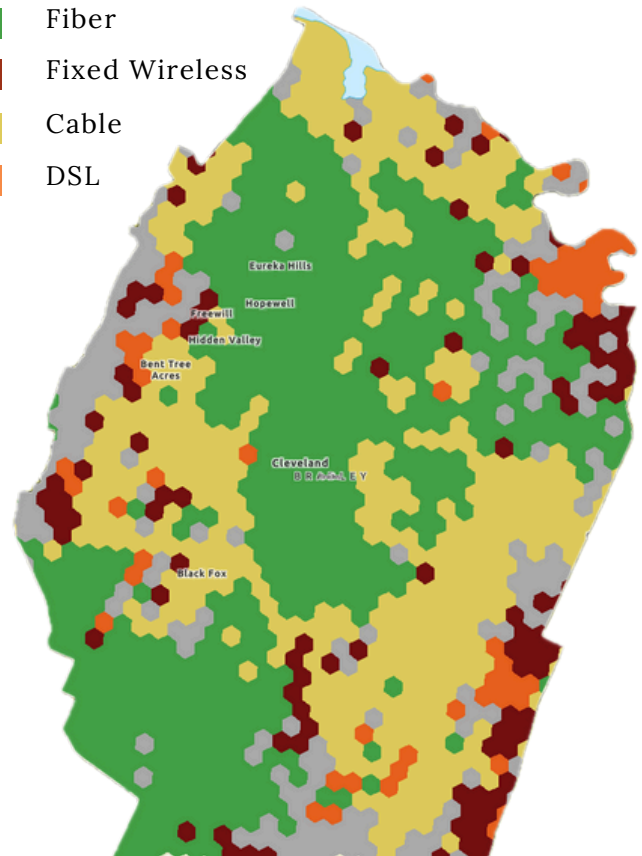 Fiber
Fixed Wireless
Cable
DSL
Eureka Hills
Hopewell
Freewill
Hidden Valley
Bent Tree
Acres
Cleveland
B R A D L E Y
Black Fox